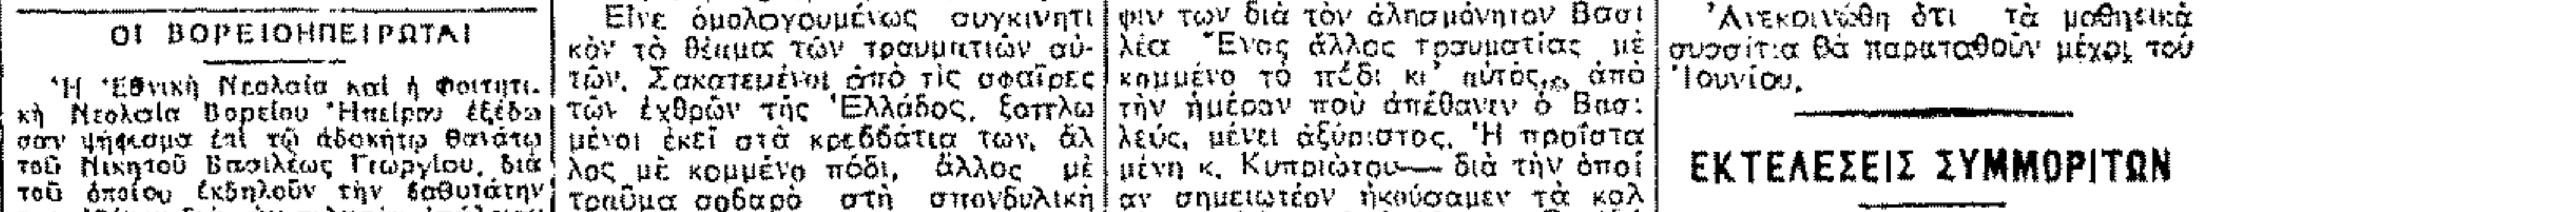 ΟΙ ΒΟΡΕΙΟΗΠΕΙΡΩΤΑΙ
Ἡ Ἐθνικὴ Νεολαία καὶ ἡ Φοιτητι-
κὴ Νεολαία Βορείου Ἠπείρου ἐξέδω
σαν ψήφισμα ἐπὶ τῷ ἀδοκήτῳ θανάτῳ
τοῦ Νικητοῦ Βασιλέως Γεωργίου, διὰ
τοῦ ὁποίου ἐκδηλοῦν τὴν βαθυτάτην
Εἶνε ὁμολογουμένως συγκινητι
κὸν τὸ θέαμα τῶν τραυματιῶν αὐ-
τῶν. Σακατεμένοι ἀπὸ τὶς σφαῖρες
τῶν ἐχθρῶν τῆς Ἑλλάδος, ξαπλω
μένοι ἐκεῖ στὰ κρεββάτια των, ἄλ
λος μὲ κομμένο πόδι, ἄλλος μὲ
τραῦμα σοβαρὸ στὴ σπονδυλικὴ
ψιν των διὰ τὸν ἀλησμόνητον Βασι
λέα Ἕνας ἄλλος τραυματίας μὲ
κομμένο τὸ πόδι κι' αὐτός, ἀπὸ
τὴν ἡμέραν ποὺ ἀπέθανεν ὁ Βασι
λεύς, μένει ἀξύριστος. Ἡ προϊστα
μένη κ. Κυπριώτου— διὰ τὴν ὁποί
αν σημειωτέον ἠκούσαμεν τὰ κολ
Ἀνεκοινώθη ὅτι τὰ μαθητικὰ
συσσίτια θὰ παραταθοῦν μέχρι τοῦ
Ἰουνίου.
ΕΚΤΕΛΕΣΕΙΣ ΣΥΜΜΟΡΙΤΩΝ